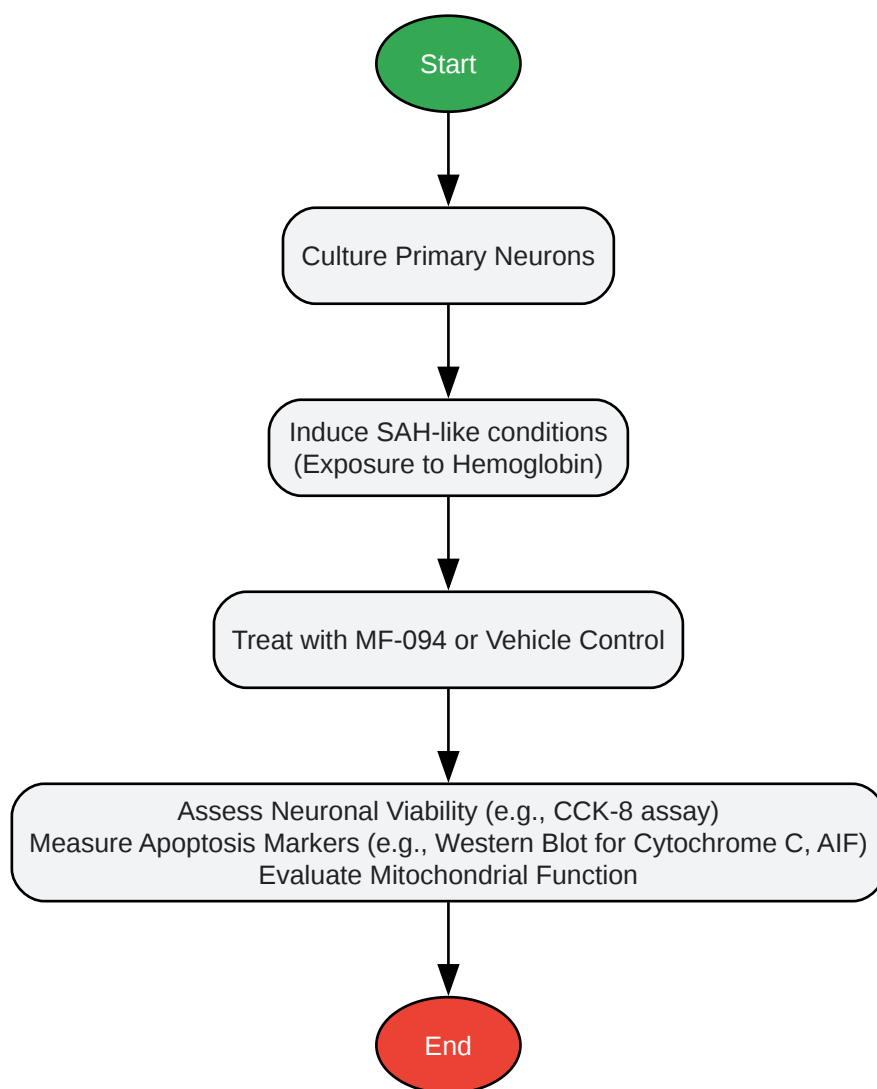 Start
Culture Primary Neurons
Induce SAH-like conditions
(Exposure to Hemoglobin)
Treat with MF-094 or Vehicle Control
Assess Neuronal Viability (e.g., CCK-8 assay)
Measure Apoptosis Markers (e.g., Western Blot for Cytochrome C, AIF)
Evaluate Mitochondrial Function
End